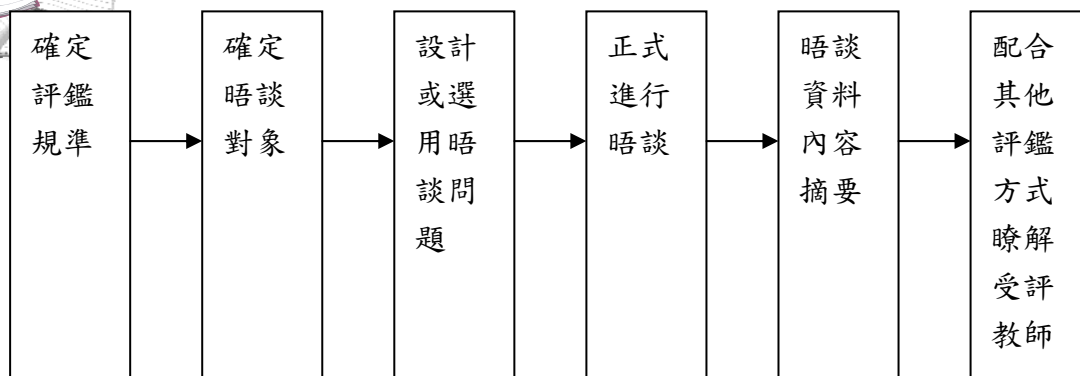 確定
評鑑
規準
確定
晤談
對象
設計
或選
用晤
談問
題
正式
進行
晤談
晤談
資料
內容
摘要
配合
其他
評鑑
方式
瞭解
受評
教師